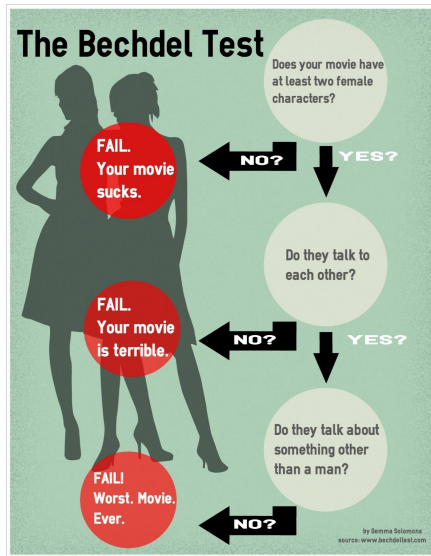 The Bechdel Test
Does your movie have
at least two female
characters?
FAIL.
Your movie
sucks.
NO?
YES?
Do they talk to
each other?
FAIL.
Your movie
is terrible.
NO?
YES?
Do they talk about
something other
than a man?
FAIL!
Worst. Movie.
Ever.
NO?
by Gemma Solomons
source: www.bechdeltest.com